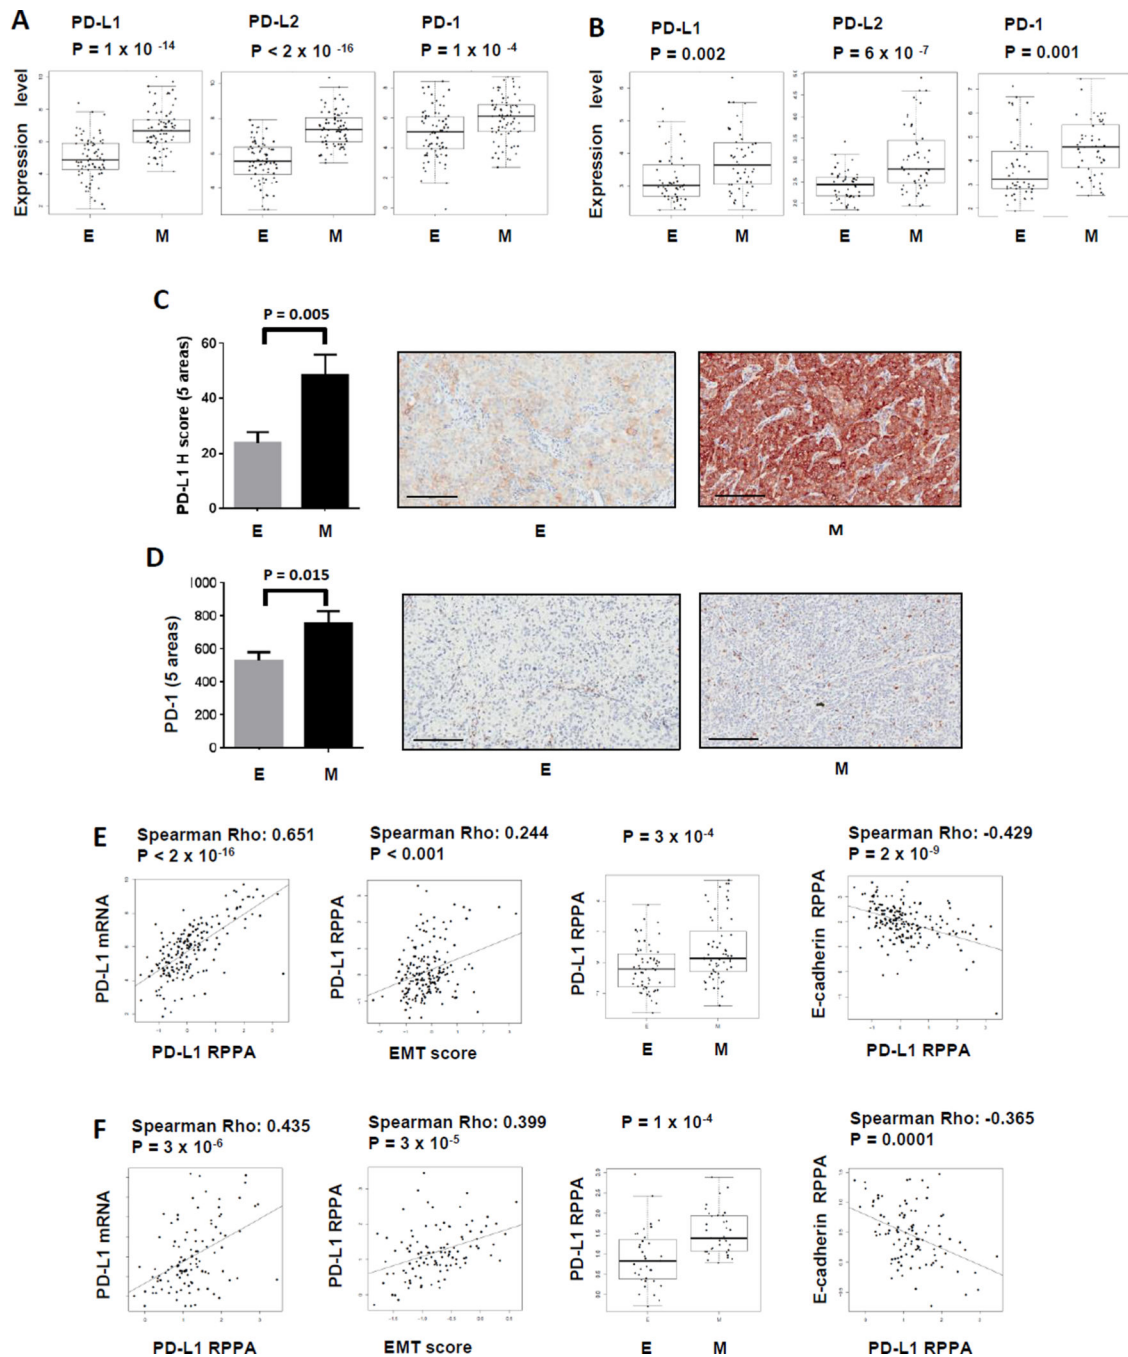 A
PD-L1
P = 1 x 10 -14
PD-L2
P < 2 x 10 -16
PD-1
P = 1 x 10 -4
Expression level
E M
E M
E M
B
PD-L1
P = 0.002
PD-L2
P = 6 x 10 -7
PD-1
P = 0.001
Expression level
E M
E M
E M
C
P = 0.005
PD-L1 H score (5 areas)
60
40
20
0
E M
E
M
D
P = 0.015
PD-1 (5 areas)
1000
800
600
400
200
0
E M
E
M
E
Spearman Rho: 0.651
P < 2 x 10-16
PD-L1 mRNA
PD-L1 RPPA
Spearman Rho: 0.244
P < 0.001
PD-L1 RPPA
EMT score
P = 3 x 10-4
PD-L1 RPPA
E M
Spearman Rho: -0.429
P = 2 x 10-9
E-cadherin RPPA
PD-L1 RPPA
F
Spearman Rho: 0.435
P = 3 x 10-6
PD-L1 mRNA
PD-L1 RPPA
Spearman Rho: 0.399
P = 3 x 10-5
PD-L1 RPPA
EMT score
P = 1 x 10-4
PD-L1 RPPA
E M
Spearman Rho: -0.365
P = 0.0001
E-cadherin RPPA
PD-L1 RPPA